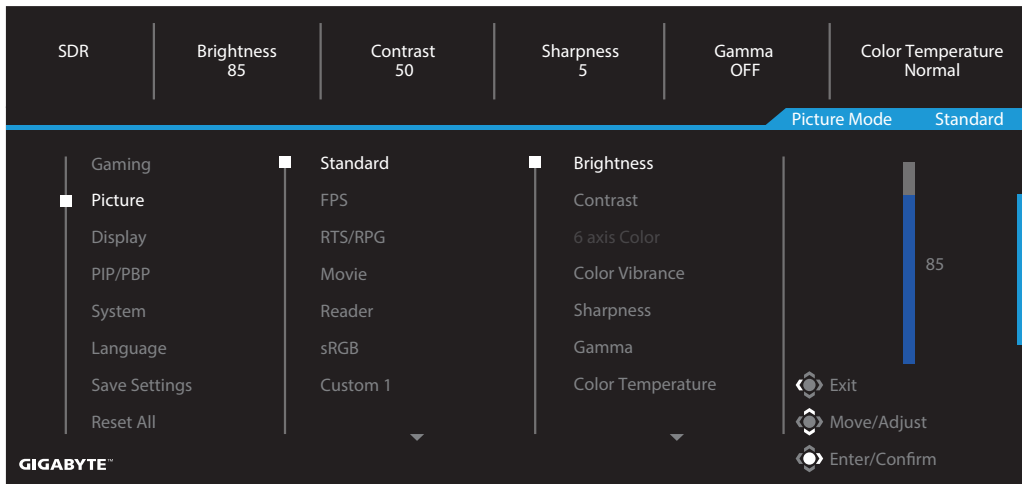 SDR
Brightness
85
Contrast
50
Sharpness
5
Gamma
OFF
Color Temperature
Normal
Picture Mode Standard
Gaming
Picture
Display
PIP/PBP
System
Language
Save Settings
Reset All
Standard
FPS
RTS/RPG
Movie
Reader
sRGB
Custom 1
Brightness
Contrast
6 axis Color
Color Vibrance
Sharpness
Gamma
Color Temperature
85
Exit
Move/Adjust
Enter/Confirm
GIGABYTE™